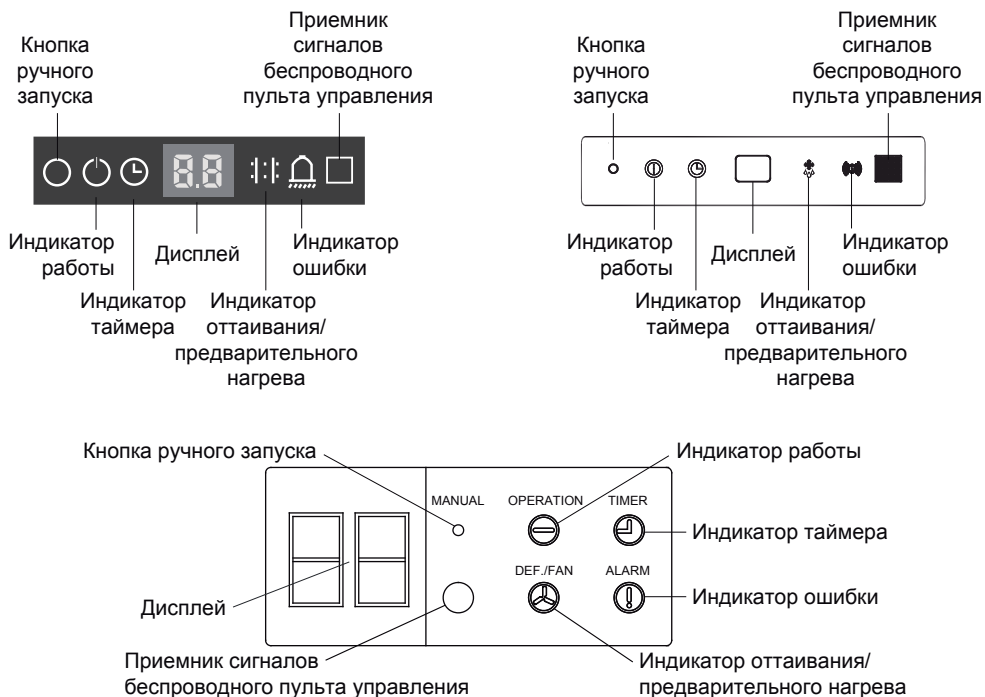 Кнопка
ручного
запуска
Приемник
сигналов
беспроводного
пульта управления
8.8
Индикатор
работы
Дисплей
Индикатор
ошибки
Индикатор
таймера
Индикатор
оттаивания/
предварительного
нагрева
Кнопка
ручного
запуска
Приемник
сигналов
беспроводного
пульта управления
Индикатор
работы
Дисплей
Индикатор
ошибки
Индикатор
таймера
Индикатор
оттаивания/
предварительного
нагрева
Кнопка ручного запуска
Индикатор работы
MANUAL OPERATION TIMER
Индикатор таймера
DEF./FAN ALARM
Индикатор ошибки
Дисплей
Приемник сигналов
беспроводного пульта управления
Индикатор оттаивания/
предварительного нагрева